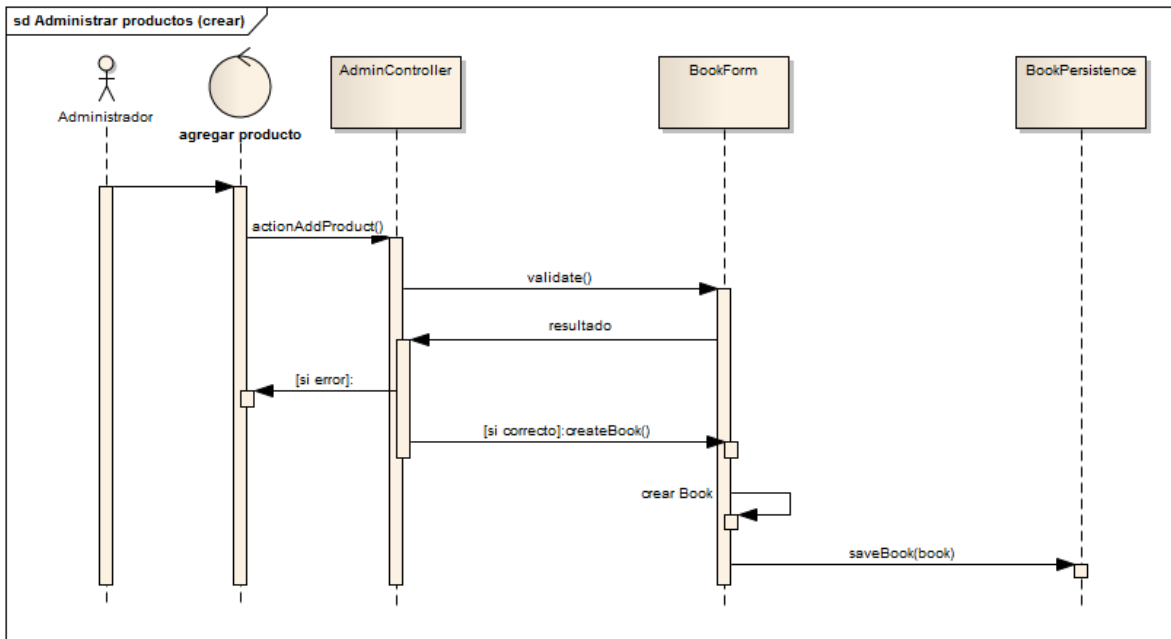 sd Administrar productos (crear)
Administrador
agregar producto
AdminController
BookForm
BookPersistence
actionAddProduct()
validate()
resultado
[si error]:
[si correcto]:createBook()
crear Book
saveBook(book)